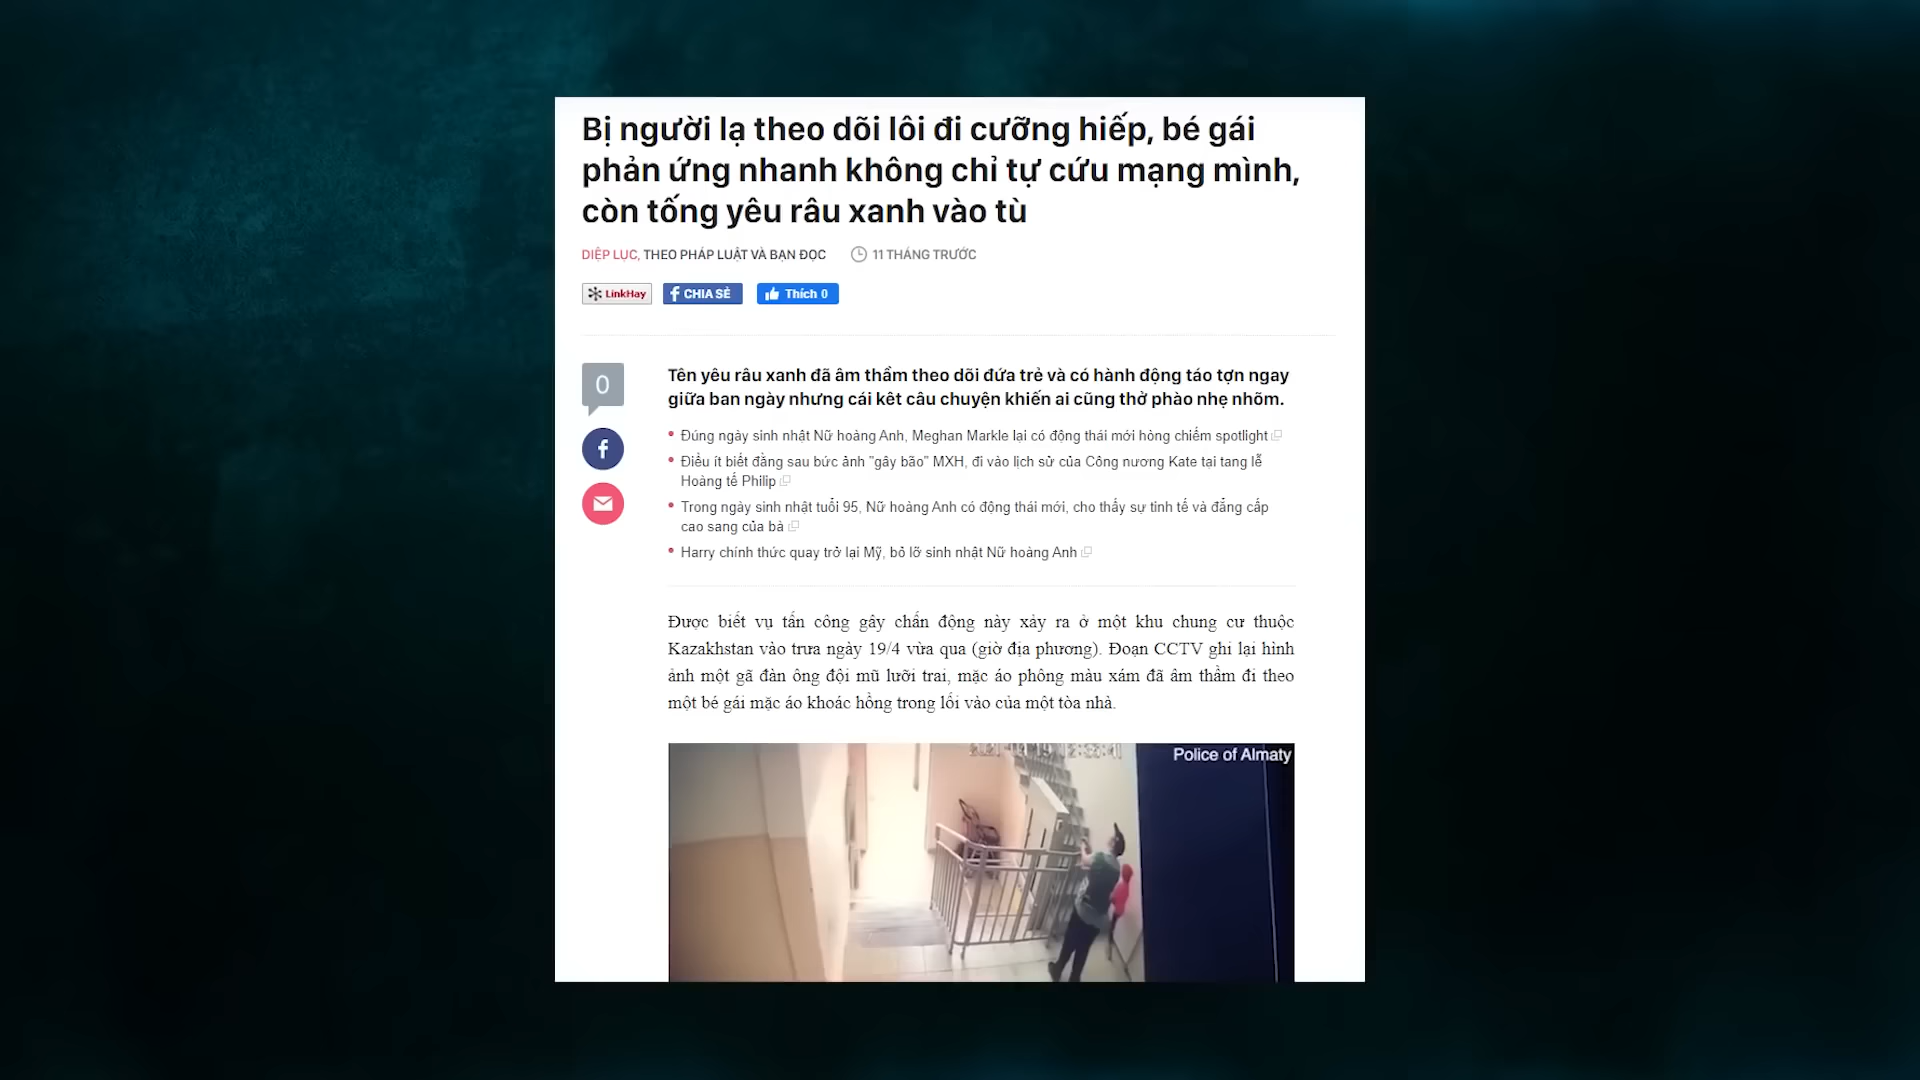 Bị người lạ theo dõi lôi đi cưỡng hiếp, bé gái
phản ứng nhanh không chỉ tự cứu mạng mình,
còn tống yêu râu xanh vào tù
DIỆP LỤC, THEO PHÁP LUẬT VÀ BẠN ĐỌC 11 THÁNG TRƯỚC
LinkHay CHIA SẺ Thích 0
0
Tên yêu râu xanh đã âm thầm theo dõi đứa trẻ và có hành động táo tợn ngay
giữa ban ngày nhưng cái kết câu chuyện khiến ai cũng thở phào nhẹ nhõm.
Đúng ngày sinh nhật Nữ hoàng Anh, Meghan Markle lại có động thái mới hòng chiếm spotlight
Điều ít biết đằng sau bức ảnh "gây bão" MXH, đi vào lịch sử của Công nương Kate tại tang lễ
Hoàng tế Philip
Trong ngày sinh nhật tuổi 95, Nữ hoàng Anh có động thái mới, cho thấy sự tinh tế và đẳng cấp
cao sang của bà
Harry chính thức quay trở lại Mỹ, bỏ lỡ sinh nhật Nữ hoàng Anh
Được biết vụ tấn công gây chấn động này xảy ra ở một khu chung cư thuộc
Kazakhstan vào trưa ngày 19/4 vừa qua (giờ địa phương). Đoạn CCTV ghi lại hình
ảnh một gã đàn ông đội mũ lưỡi trai, mặc áo phông màu xám đã âm thầm đi theo
một bé gái mặc áo khoác hồng trong lối vào của một tòa nhà.
Police of Almaty